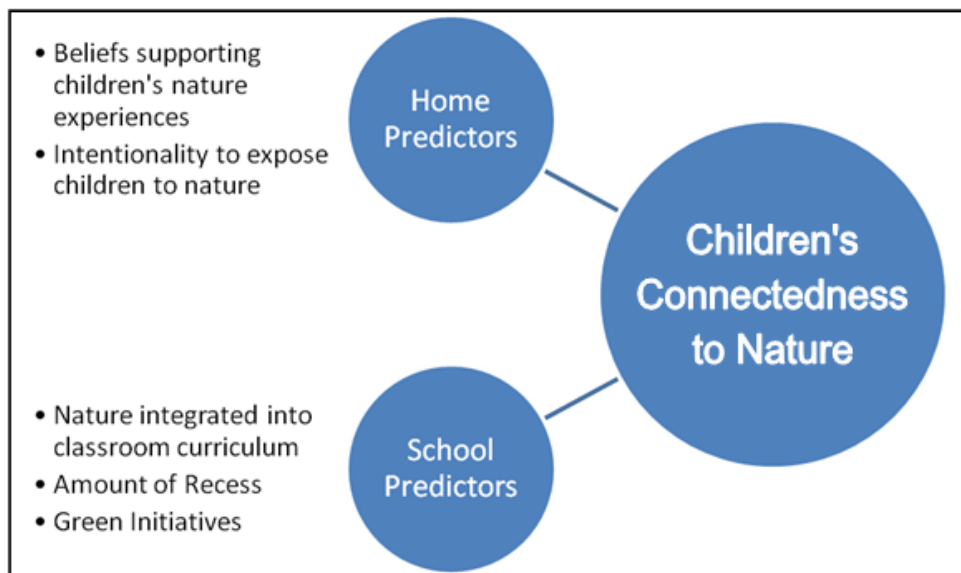 • Beliefs supporting
children's nature
experiences
• Intentionality to expose
children to nature
Home
Predictors
Children's
Connectedness
to Nature
• Nature integrated into
classroom curriculum
• Amount of Recess
• Green Initiatives
School
Predictors